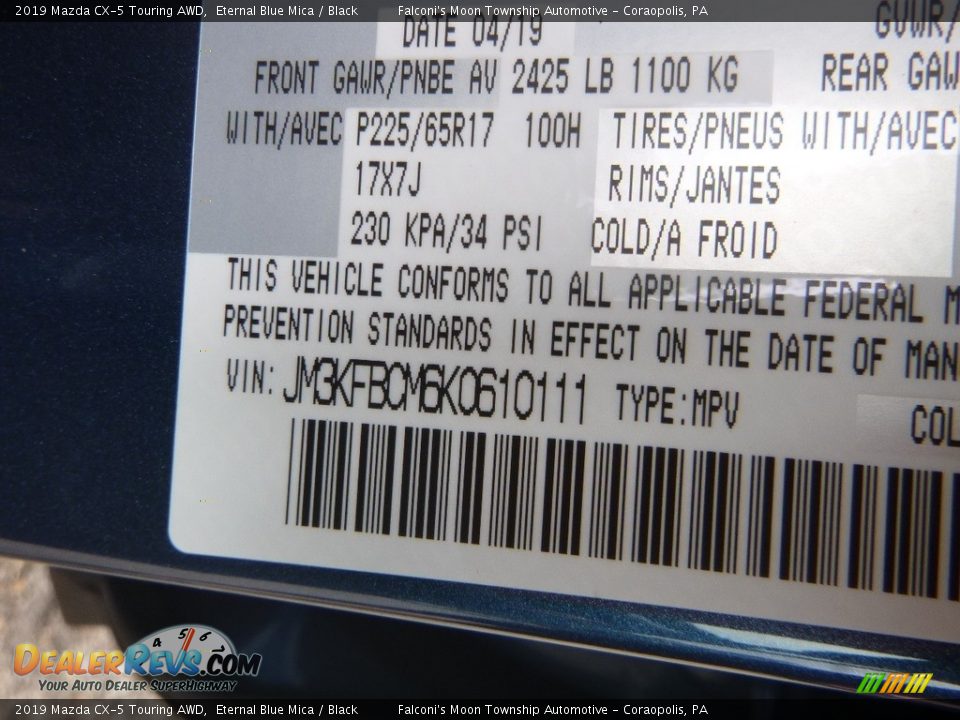 2019 Mazda CX-5 Touring AWD, Eternal Blue Mica / Black Falconi's Moon Township Automotive - Coraopolis, PA
DATE 04/19 GVWR/
FRONT GAWR/PNBE AV 2425 LB 1100 KG REAR GAW
WITH/AVEC P225/65R17 100H TIRES/PNEUS WITH/AVEC
17X7J RIMS/JANTES
230 KPA/34 PSI COLD/A FROID
THIS VEHICLE CONFORMS TO ALL APPLICABLE FEDERAL M
PREVENTION STANDARDS IN EFFECT ON THE DATE OF MAN
VIN: JM3KFBCM6K0610111 TYPE:MPV COL
4 5 6
DEALERREVS.COM
YOUR AUTO DEALER SUPERHIGHWAY
2019 Mazda CX-5 Touring AWD, Eternal Blue Mica / Black Falconi's Moon Township Automotive - Coraopolis, PA